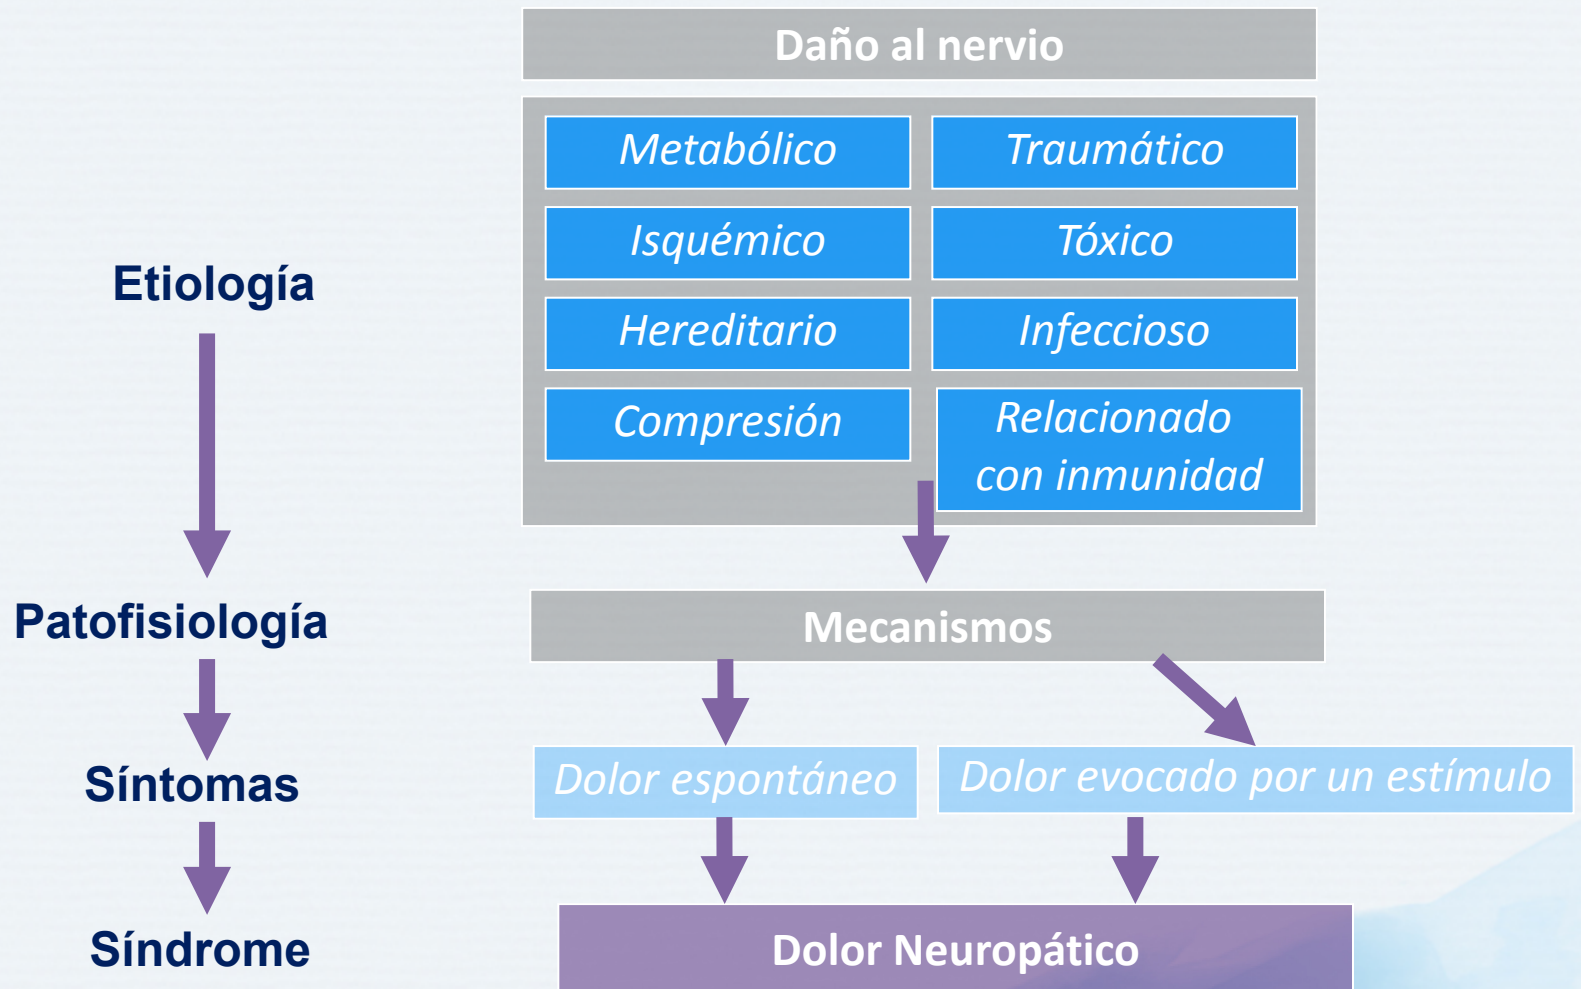 Daño al nervio
Metabólico
Traumático
Isquémico
Tóxico
Etiología
Hereditario
Infeccioso
Compresión
Relacionado
con inmunidad
Patofisiología
Mecanismos
Síntomas
Dolor espontáneo
Dolor evocado por un estímulo
Síndrome
Dolor Neuropático